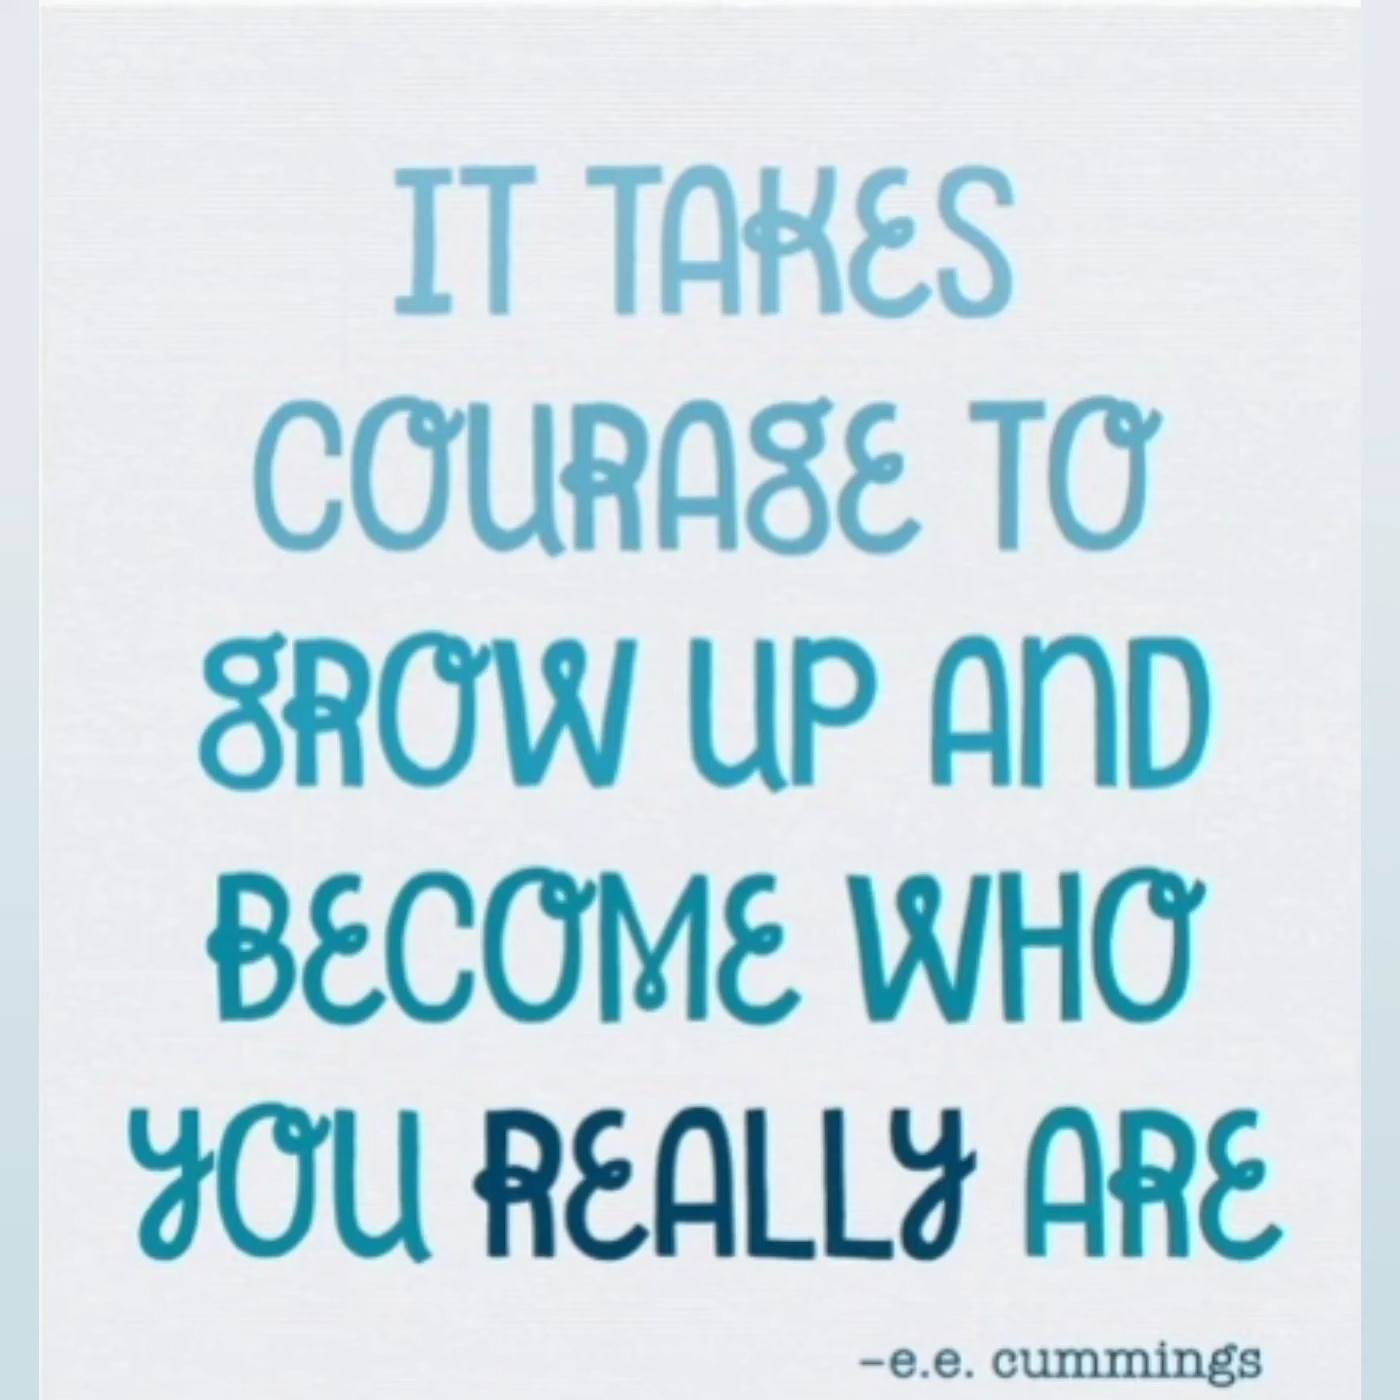 IT TAKES
COURAGE TO
GROW UP AND
BECOME WHO
YOU REALLY ARE
–e.e. cummings